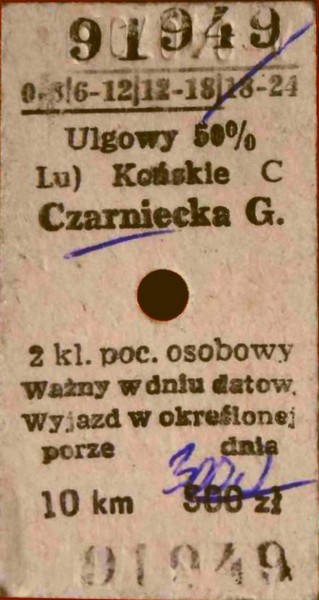 91949
0-6|6-12|12-18|18-24
Ulgowy 50%
Lu) Końskie C
Czarniecka G.
2 kl. poc. osobowy
Ważny w dniu datow.
Wyjazd w określonej
porze dnia
3000
10 km 500 zł
91949